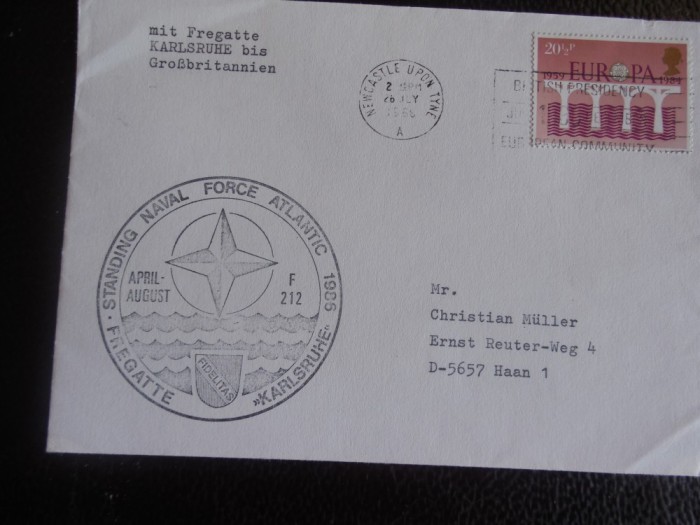 mit Fregatte
KARLSRUHE bis
Großbritannien
NEWCASTLE UPON TYNE
2
1986
A
20½P
1959 EUROPA 1984
BRITISH PRESIDENCY
EUROPEAN COMMUNITY
· STANDING NAVAL FORCE ATLANTIC 1986 ·
APRIL-
AUGUST
F
212
FIDELITAS
FREGATTE »KARLSRUHE«
Mr.
Christian Müller
Ernst Reuter-Weg 4
D-5657 Haan 1